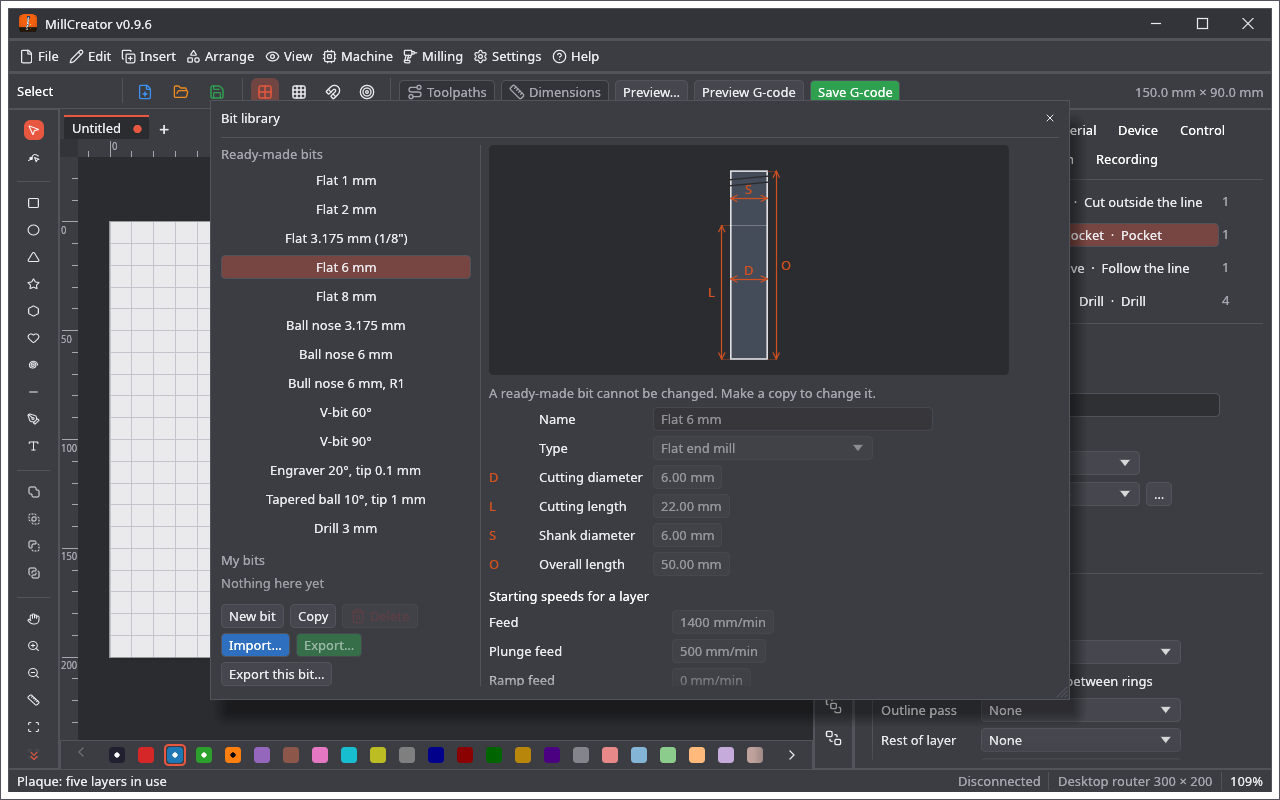 MillCreator v0.9.6
File Edit Insert Arrange View Machine Milling Settings Help
Select Toolpaths Dimensions Preview... Preview G-code Save G-code 150.0 mm × 90.0 mm
Untitled
Bit library
Ready-made bits
Flat 1 mm
Flat 2 mm
Flat 3.175 mm (1/8")
Flat 6 mm
Flat 8 mm
Ball nose 3.175 mm
Ball nose 6 mm
Bull nose 6 mm, R1
V-bit 60°
V-bit 90°
Engraver 20°, tip 0.1 mm
Tapered ball 10°, tip 1 mm
Drill 3 mm
My bits
Nothing here yet
New bit Copy Delete
Import... Export...
Export this bit...
S
D
O
L
A ready-made bit cannot be changed. Make a copy to change it.
Name Flat 6 mm
Type Flat end mill
D Cutting diameter 6.00 mm
L Cutting length 22.00 mm
S Shank diameter 6.00 mm
O Overall length 50.00 mm
Starting speeds for a layer
Feed 1400 mm/min
Plunge feed 500 mm/min
Ramp feed 0 mm/min
0
0
50
100
150
200
erial Device Control
Recording
· Cut outside the line 1
ocket · Pocket 1
ve · Follow the line 1
Drill · Drill 4
...
between rings
Outline pass None
Rest of layer None
Plaque: five layers in use Disconnected Desktop router 300 × 200 109%